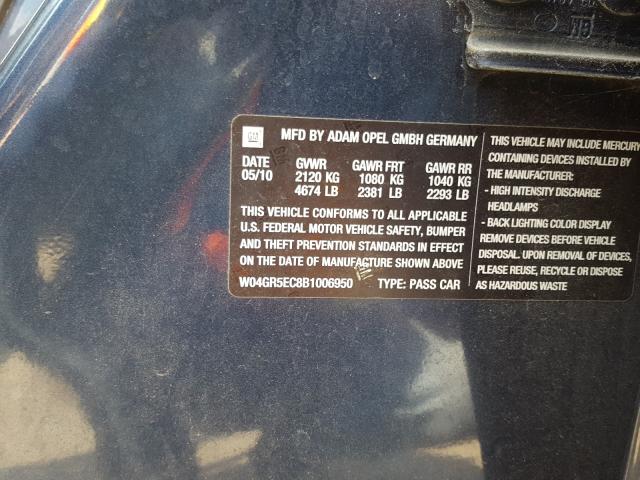 GM
GM
MFD BY ADAM OPEL GMBH GERMANY
DATE GVWR GAWR FRT GAWR RR
05/10 2120 KG 1080 KG 1040 KG
4674 LB 2381 LB 2293 LB
THIS VEHICLE CONFORMS TO ALL APPLICABLE
U.S. FEDERAL MOTOR VEHICLE SAFETY, BUMPER
AND THEFT PREVENTION STANDARDS IN EFFECT
ON THE DATE OF MANUFACTURE SHOWN ABOVE
W04GR5EC8B1006950 TYPE: PASS CAR
THIS VEHICLE MAY INCLUDE MERCURY
CONTAINING DEVICES INSTALLED BY
THE MANUFACTURER:
- HIGH INTENSITY DISCHARGE
HEADLAMPS
- BACK LIGHTING COLOR DISPLAY
REMOVE DEVICES BEFORE VEHICLE
DISPOSAL. UPON REMOVAL OF DEVICES,
PLEASE REUSE, RECYCLE OR DISPOSE
AS HAZARDOUS WASTE